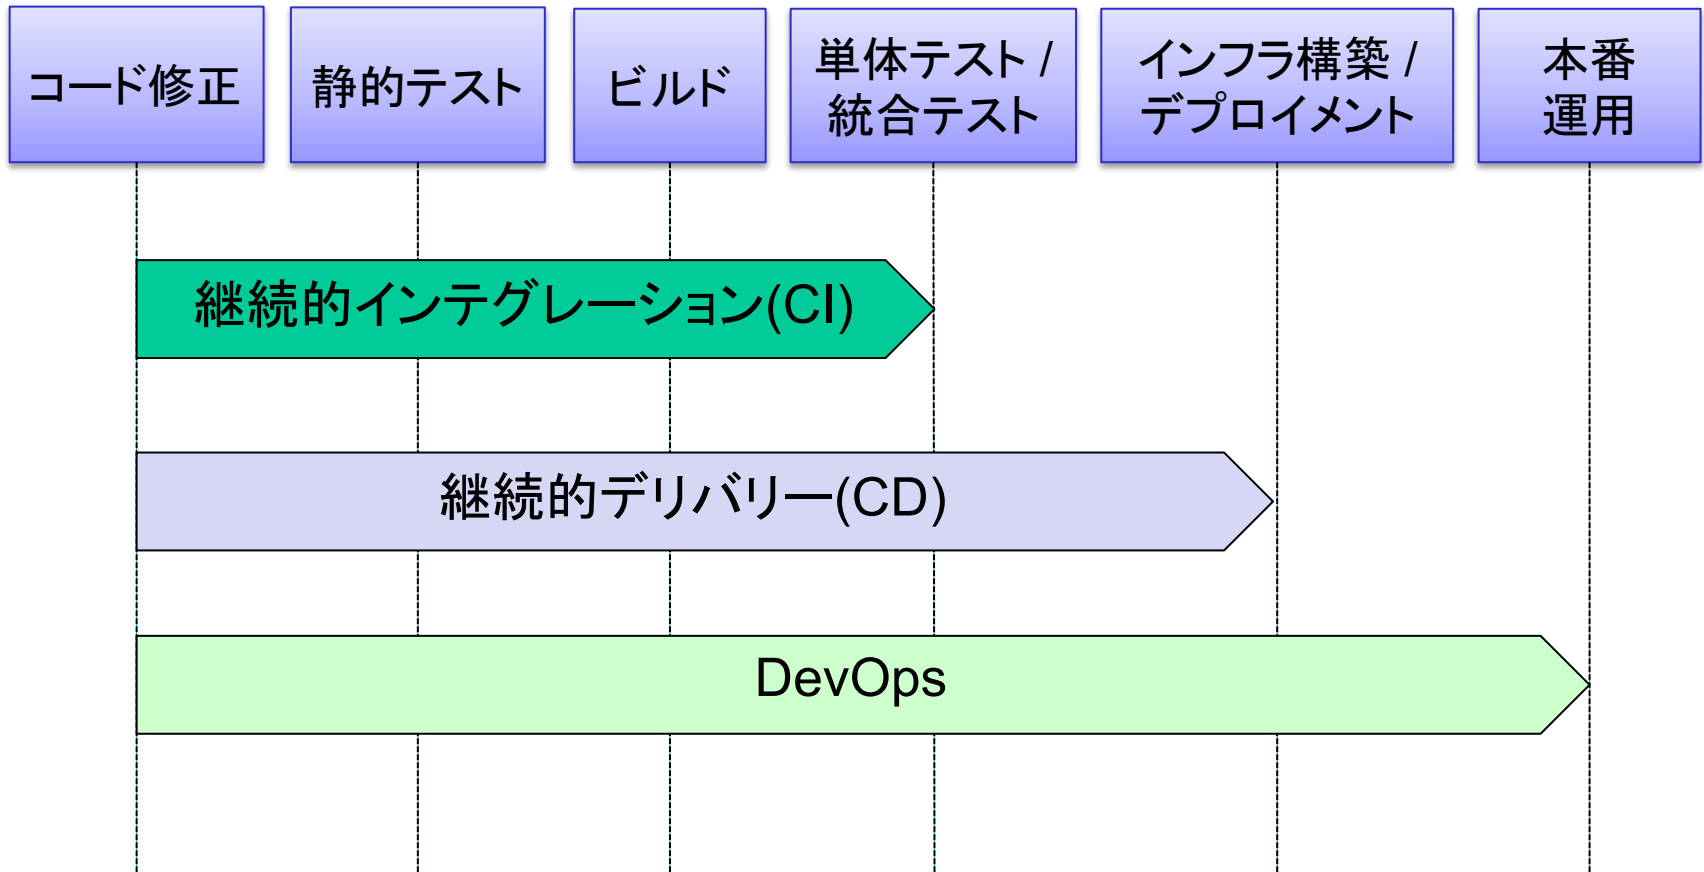 コード修正
静的テスト
ビルド
単体テスト /
統合テスト
インフラ構築 /
デプロイメント
本番
運用
継続的インテグレーション(CI)
継続的デリバリー(CD)
DevOps